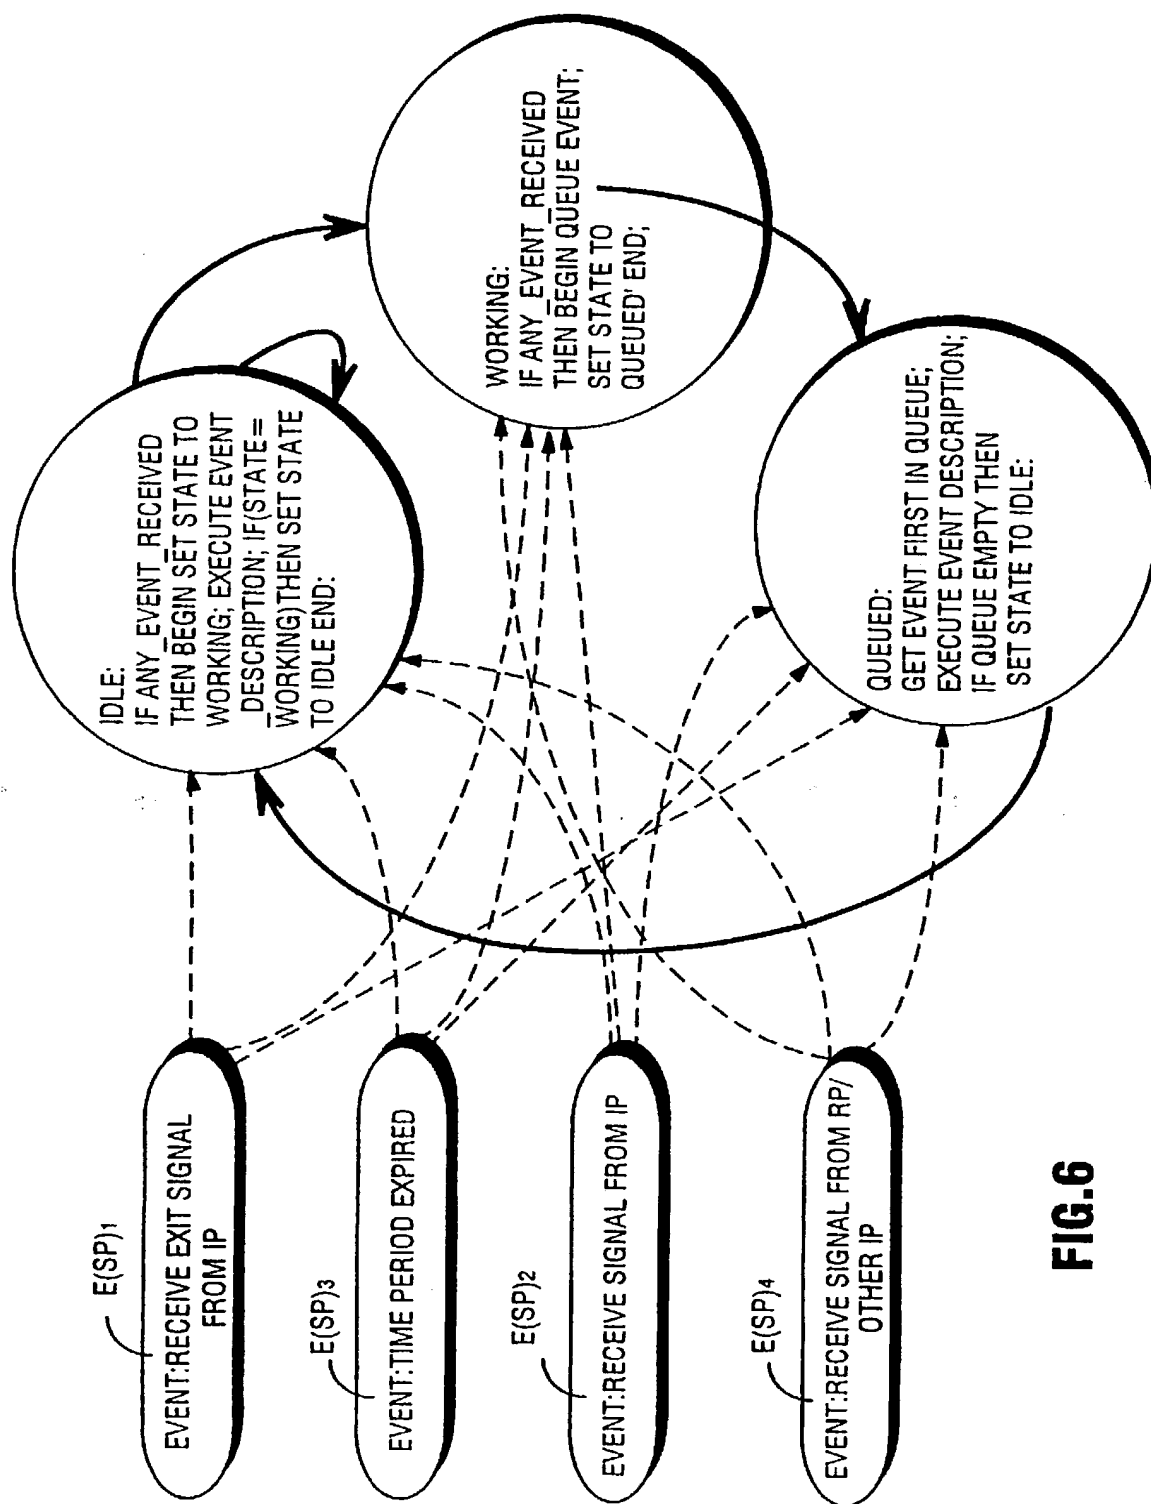 E(SP)1
EVENT:RECEIVE EXIT SIGNAL
FROM IP
E(SP)3
EVENT:TIME PERIOD EXPIRED
E(SP)2
EVENT:RECEIVE SIGNAL FROM IP
E(SP)4
EVENT:RECEIVE SIGNAL FROM RP/
OTHER IP
IDLE:
IF ANY_EVENT_RECEIVED
THEN BEGIN SET STATE TO
WORKING; EXECUTE EVENT
_DESCRIPTION; IF(STATE=
WORKING)THEN SET STATE
TO IDLE END:
WORKING:
IF ANY_EVENT_RECEIVED
THEN BEGIN QUEUE EVENT;
SET STATE TO
QUEUED' END;
QUEUED:
GET EVENT FIRST IN QUEUE;
EXECUTE EVENT DESCRIPTION;
IF QUEUE EMPTY THEN
SET STATE TO IDLE:
FIG.6